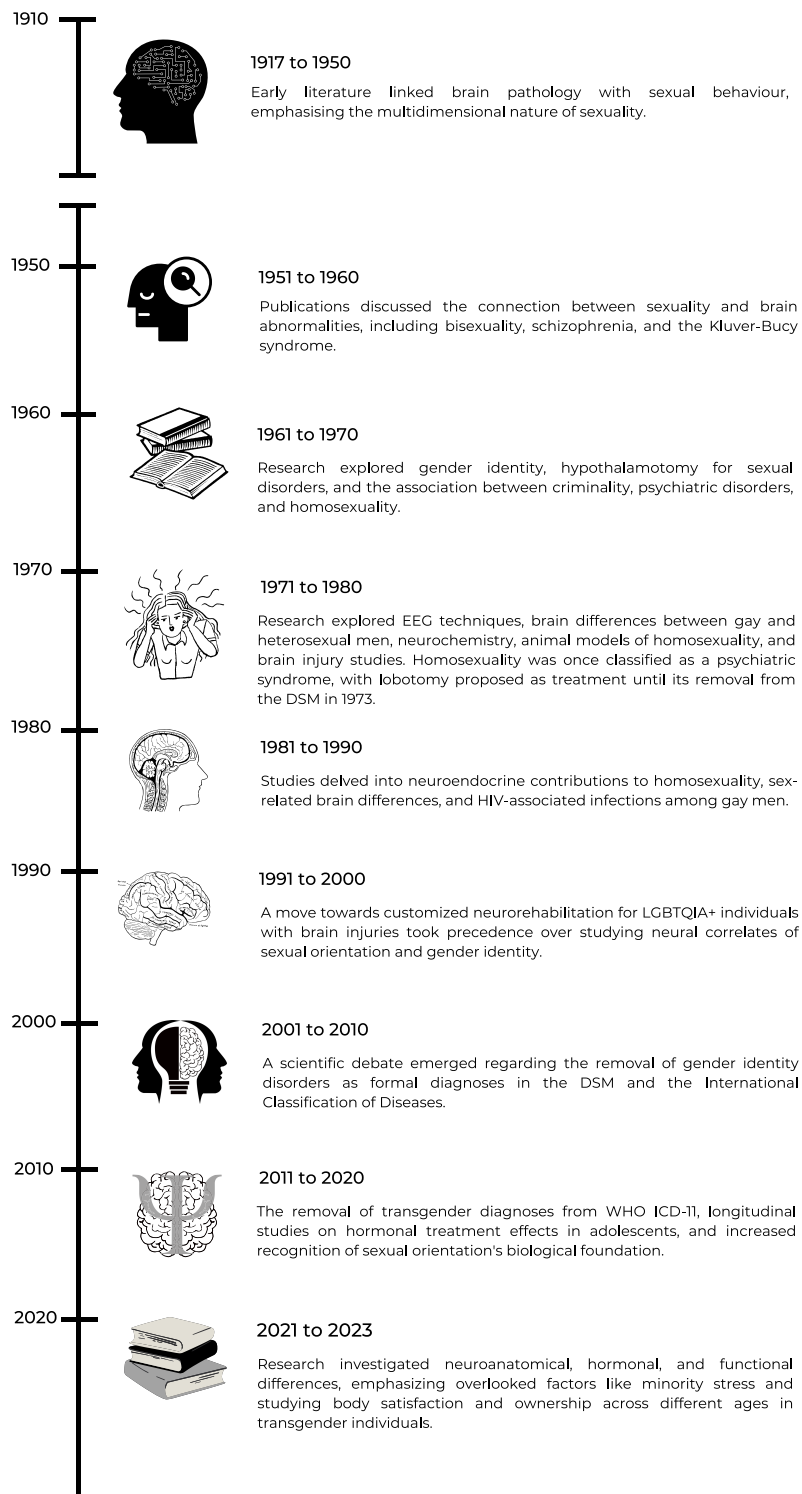 1910
1917 to 1950
Early literature linked brain pathology with sexual behaviour,
emphasising the multidimensional nature of sexuality.
1950
1951 to 1960
Publications discussed the connection between sexuality and brain
abnormalities, including bisexuality, schizophrenia, and the Kluver-Bucy
syndrome.
1960
1961 to 1970
Research explored gender identity, hypothalamotomy for sexual
disorders, and the association between criminality, psychiatric disorders,
and homosexuality.
1970
1971 to 1980
Research explored EEG techniques, brain differences between gay and
heterosexual men, neurochemistry, animal models of homosexuality, and
brain injury studies. Homosexuality was once classified as a psychiatric
syndrome, with lobotomy proposed as treatment until its removal from
the DSM in 1973.
1980
1981 to 1990
Studies delved into neuroendocrine contributions to homosexuality, sex-
related brain differences, and HIV-associated infections among gay men.
1990
1991 to 2000
A move towards customized neurorehabilitation for LGBTQIA+ individuals
with brain injuries took precedence over studying neural correlates of
sexual orientation and gender identity.
2000
2001 to 2010
A scientific debate emerged regarding the removal of gender identity
disorders as formal diagnoses in the DSM and the International
Classification of Diseases.
2010
2011 to 2020
The removal of transgender diagnoses from WHO ICD-11, longitudinal
studies on hormonal treatment effects in adolescents, and increased
recognition of sexual orientation's biological foundation.
2020
2021 to 2023
Research investigated neuroanatomical, hormonal, and functional
differences, emphasizing overlooked factors like minority stress and
studying body satisfaction and ownership across different ages in
transgender individuals.